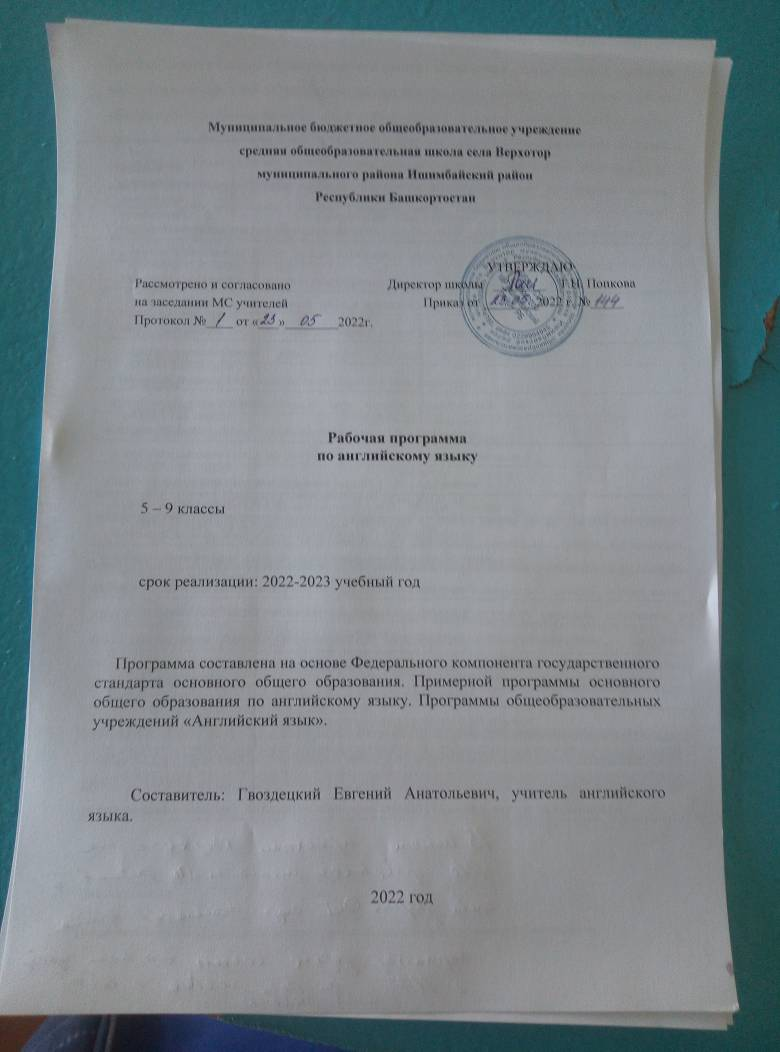 Муниципальное бюджетное общеобразовательное учреждение
средняя общеобразовательная школа села Верхотор
муниципального района Ишимбайский район
Республики Башкортостан
УТВЕРЖДАЮ
Рассмотрено и согласовано Директор школы Т.Н. Попкова
на заседании МС учителей Приказ от 23.05 2022 г. № 144
Протокол № 1 от «23» 05 2022г.
Рабочая программа
по английскому языку
5 – 9 классы
срок реализации: 2022-2023 учебный год
Программа составлена на основе Федерального компонента государственного
стандарта основного общего образования. Примерной программы основного
общего образования по английскому языку. Программы общеобразовательных
учреждений «Английский язык».
Составитель: Гвоздецкий Евгений Анатольевич, учитель английского
языка.
2022 год